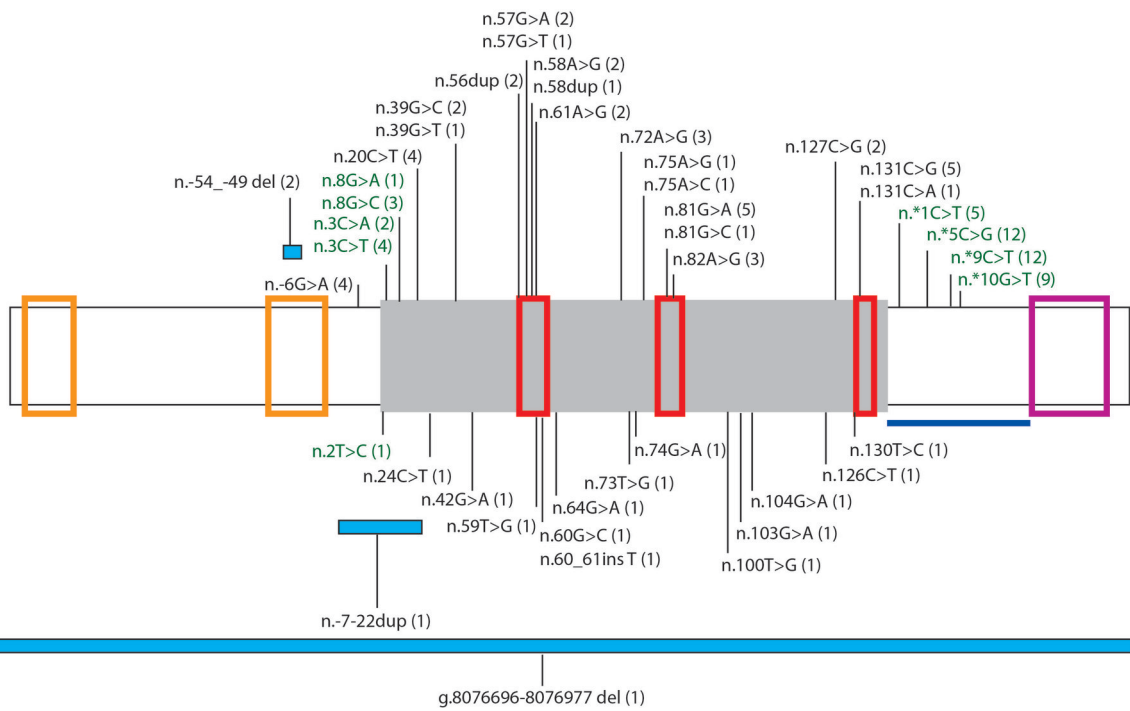 n.57G>A (2)
n.57G>T (1)
n.58A>G (2)
n.56dup (2)
n.58dup (1)
n.39G>C (2)
n.61A>G (2)
n.39G>T (1)
n.72A>G (3)
n.127C>G (2)
n.20C>T (4)
n.75A>G (1)
n.131C>G (5)
n.-54_-49 del (2)
n.8G>A (1)
n.75A>C (1)
n.131C>A (1)
n.8G>C (3)
n.81G>A (5)
n.*1C>T (5)
n.3C>A (2)
n.81G>C (1)
n.*5C>G (12)
n.3C>T (4)
n.82A>G (3)
n.*9C>T (12)
n.-6G>A (4)
n.*10G>T (9)
n.2T>C (1)
n.74G>A (1)
n.130T>C (1)
n.24C>T (1)
n.73T>G (1)
n.126C>T (1)
n.42G>A (1)
n.64G>A (1)
n.104G>A (1)
n.59T>G (1)
n.60G>C (1)
n.103G>A (1)
n.60_61ins T (1)
n.100T>G (1)
n.-7-22dup (1)
g.8076696-8076977 del (1)